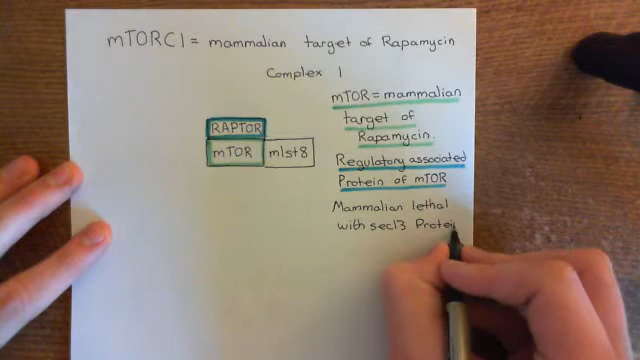 mTORC1 = mammalian target of Rapamycin
Complex 1
RAPTOR
mTOR mlst8
mTOR = mammalian
target of
Rapamycin.
Regulatory associated
Protein of mTOR
Mammalian lethal
with sec13 Protein